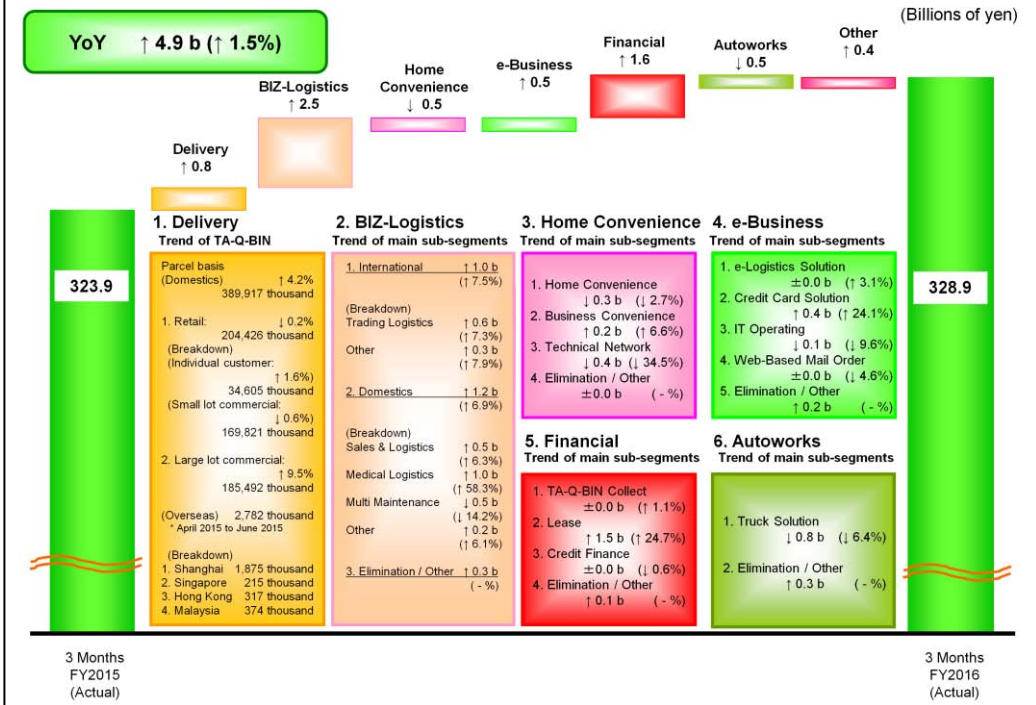 (Billions of yen)
YoY ↑ 4.9 b (↑ 1.5%)
Delivery
↑ 0.8
BIZ-Logistics
↑ 2.5
Home
Convenience
↓ 0.5
e-Business
↑ 0.5
Financial
↑ 1.6
Autoworks
↓ 0.5
Other
↑ 0.4
323.9
3 Months
FY2015
(Actual)
1. Delivery
Trend of TA-Q-BIN
Parcel basis
(Domestics) ↑ 4.2%
389,917 thousand
1. Retail: ↓ 0.2%
204,426 thousand
(Breakdown)
(Individual customer:
↑ 1.6%)
34,605 thousand
(Small lot commercial:
↓ 0.6%)
169,821 thousand
2. Large lot commercial:
↑ 9.5%
185,492 thousand
(Overseas) 2,782 thousand
* April 2015 to June 2015
(Breakdown)
1. Shanghai 1,875 thousand
2. Singapore 215 thousand
3. Hong Kong 317 thousand
4. Malaysia 374 thousand
2. BIZ-Logistics
Trend of main sub-segments
1. International ↑ 1.0 b
(↑ 7.5%)
(Breakdown)
Trading Logistics ↑ 0.6 b
(↑ 7.3%)
Other ↑ 0.3 b
(↑ 7.9%)
2. Domestics ↑ 1.2 b
(↑ 6.9%)
(Breakdown)
Sales & Logistics ↑ 0.5 b
(↑ 6.3%)
Medical Logistics ↑ 1.0 b
(↑ 58.3%)
Multi Maintenance ↓ 0.5 b
(↓ 14.2%)
Other ↑ 0.2 b
(↑ 6.1%)
3. Elimination / Other ↑ 0.3 b
( - %)
3. Home Convenience
Trend of main sub-segments
1. Home Convenience
↓ 0.3 b (↓ 2.7%)
2. Business Convenience
↑ 0.2 b (↑ 6.6%)
3. Technical Network
↓ 0.4 b (↓ 34.5%)
4. Elimination / Other
±0.0 b ( - %)
4. e-Business
Trend of main sub-segments
1. e-Logistics Solution
±0.0 b (↑ 3.1%)
2. Credit Card Solution
↑ 0.4 b (↑ 24.1%)
3. IT Operating
↓ 0.1 b (↓ 9.6%)
4. Web-Based Mail Order
±0.0 b (↓ 4.6%)
5. Elimination / Other
↑ 0.2 b ( - %)
5. Financial
Trend of main sub-segments
1. TA-Q-BIN Collect
±0.0 b (↑ 1.1%)
2. Lease
↑ 1.5 b (↑ 24.7%)
3. Credit Finance
±0.0 b (↓ 0.6%)
4. Elimination / Other
↑ 0.1 b ( - %)
6. Autoworks
Trend of main sub-segments
1. Truck Solution
↓ 0.8 b (↓ 6.4%)
2. Elimination / Other
↑ 0.3 b ( - %)
328.9
3 Months
FY2016
(Actual)